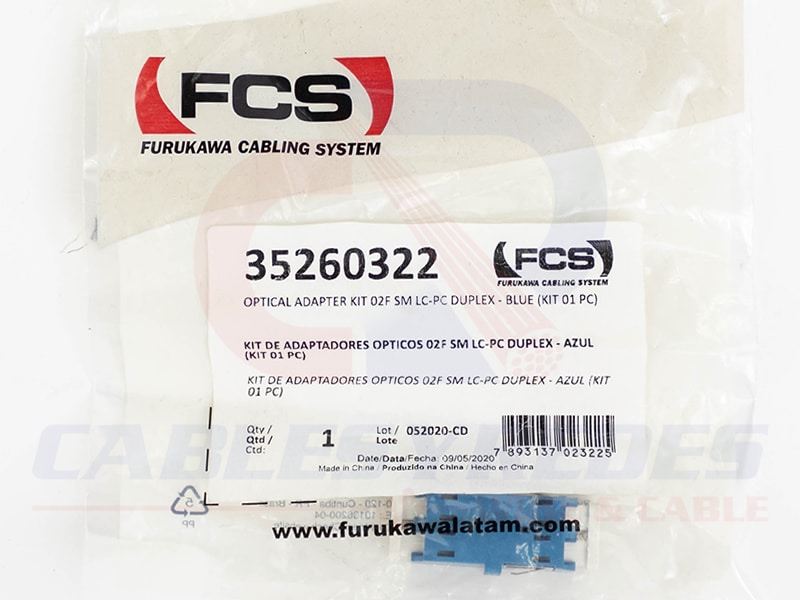 FCS
FURUKAWA CABLING SYSTEM
35260322
FCS
FURUKAWA CABLING SYSTEM
OPTICAL ADAPTER KIT 02F SM LC-PC DUPLEX - BLUE (KIT 01 PC)
KIT DE ADAPTADORES OPTICOS 02F SM LC-PC DUPLEX - AZUL
(KIT 01 PC)
KIT DE ADAPTADORES OPTICOS 02F SM LC-PC DUPLEX - AZUL (KIT
01 PC)
Qty /
Qtd /
Ctd:
1
Lot /
Lote
052020-CD
7 893137 023225
Date/Data/Fecha: 09/05/2020
Made in China / Produzido na China / Hecho en China
5
PP
www.furukawalatam.com
& CABLE